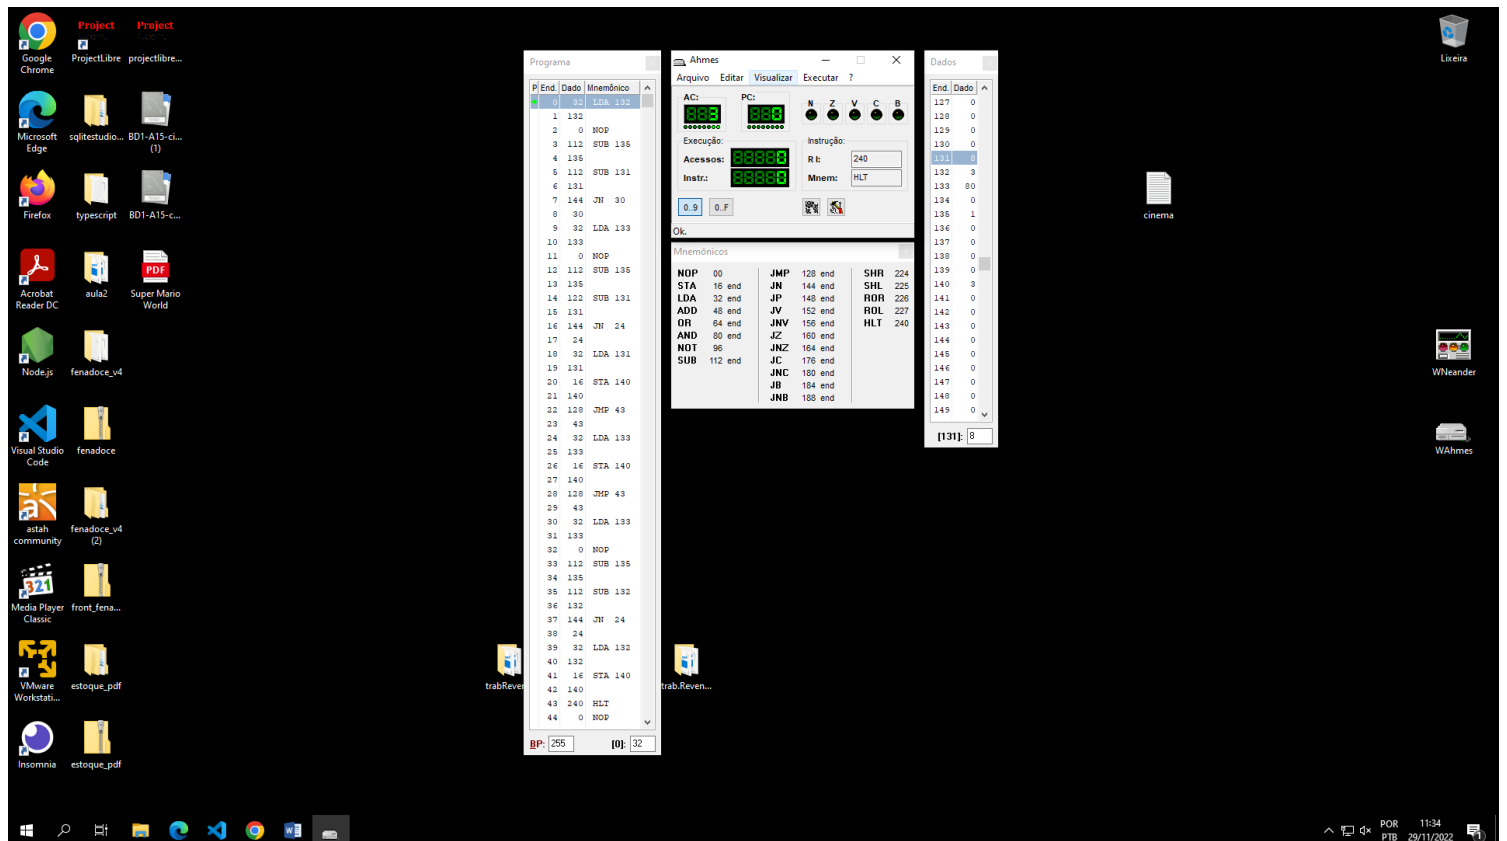 Project
Project
Google
Chrome
ProjectLibre
projectlibre...
Microsoft
Edge
sqlitestudio...
BD1-A15-ci...
(1)
Firefox
typescript
BD1-A15-c...
Acrobat
Reader DC
aula2
PDF
Super Mario
World
Node.js
fenadoce_v4
Visual Studio
Code
fenadoce
astah
community
fenadoce_v4
(2)
321
Media Player
Classic
front_fena...
VMware
Workstati...
estoque_pdf
Insomnia
estoque_pdf
trabRever
trab.Reven...
Programa
P End. Dado Mnemônico
0 32 LDA 132
1 132
2 0 NOP
3 112 SUB 135
4 135
5 112 SUB 131
6 131
7 144 JN 30
8 30
9 32 LDA 133
10 133
11 0 NOP
12 112 SUB 135
13 135
14 122 SUB 131
15 131
16 144 JN 24
17 24
18 32 LDA 131
19 131
20 16 STA 140
21 140
22 128 JMP 43
23 43
24 32 LDA 133
25 133
26 16 STA 140
27 140
28 128 JMP 43
29 43
30 32 LDA 133
31 133
32 0 NOP
33 112 SUB 135
34 135
35 112 SUB 132
36 132
37 144 JN 24
38 24
39 32 LDA 132
40 132
41 16 STA 140
42 140
43 240 HLT
44 0 NOP
BP: 255 [0]: 32
Ahmes
Arquivo Editar Visualizar Executar ?
AC: PC: N Z V C B
3 0
Execução: Instrução:
Acessos: 0 R I: 240
Instr.: 0 Mnem: HLT
0..9 0..F
Ok.
Mnemônicos
NOP 00 JMP 128 end SHR 224
STA 16 end JN 144 end SHL 225
LDA 32 end JP 148 end ROR 226
ADD 48 end JV 152 end ROL 227
OR 64 end JNV 156 end HLT 240
AND 80 end JZ 160 end
NOT 96 JNZ 164 end
SUB 112 end JC 176 end
JNC 180 end
JB 184 end
JNB 188 end
Dados
End. Dado
127 0
128 0
129 0
130 0
131 8
132 3
133 80
134 0
135 1
136 0
137 0
138 0
139 0
140 3
141 0
142 0
143 0
144 0
145 0
146 0
147 0
148 0
149 0
[131]: 8
Lixeira
cinema
WNeander
WAhmes
POR
PTB
11:34
29/11/2022
1